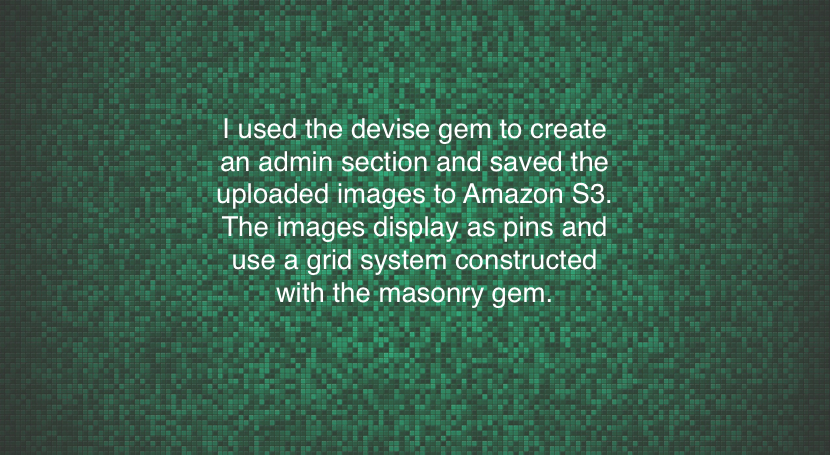 I used the devise gem to create
an admin section and saved the
uploaded images to Amazon S3.
The images display as pins and
use a grid system constructed
with the masonry gem.